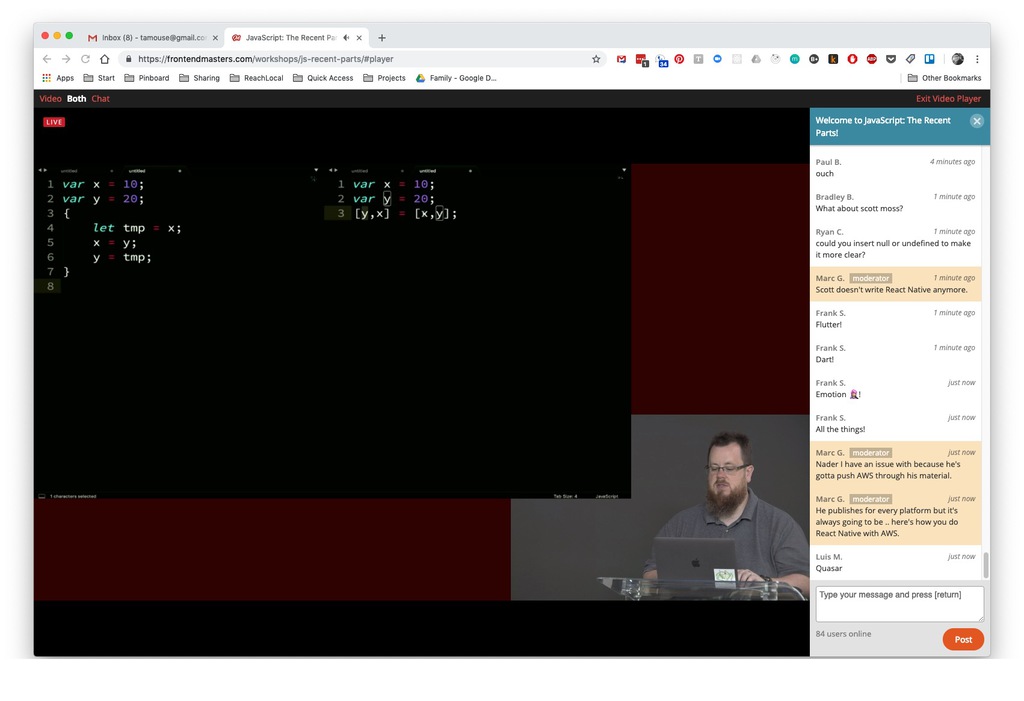 Inbox (8) - tamouse@gmail.co
JavaScript: The Recent Pa
https://frontendmasters.com/workshops/js-recent-parts/#player
Apps
Start
Pinboard
Sharing
ReachLocal
Quick Access
Projects
Family - Google D...
Other Bookmarks
Video Both Chat
Exit Video Player
LIVE
untitled
untitled
1 var x = 10;
2 var y = 20;
3 {
4 let tmp = x;
5 x = y;
6 y = tmp;
7 }
8
untitled
untitled
1 var x = 10;
2 var y = 20;
3 [y,x] = [x,y];
1 characters selected
Tab Size: 4
JavaScript
Welcome to JavaScript: The Recent
Parts!
Paul B. 4 minutes ago
ouch
Bradley B. 1 minute ago
What about scott moss?
Ryan C. 1 minute ago
could you insert null or undefined to make
it more clear?
Marc G. moderator 1 minute ago
Scott doesn't write React Native anymore.
Frank S. 1 minute ago
Flutter!
Frank S. 1 minute ago
Dart!
Frank S. just now
Emotion 👩‍🎤!
Frank S. just now
All the things!
Marc G. moderator just now
Nader I have an issue with because he's
gotta push AWS through his material.
Marc G. moderator just now
He publishes for every platform but it's
always going to be .. here's how you do
React Native with AWS.
Luis M. just now
Quasar
Type your message and press [return]
84 users online
Post